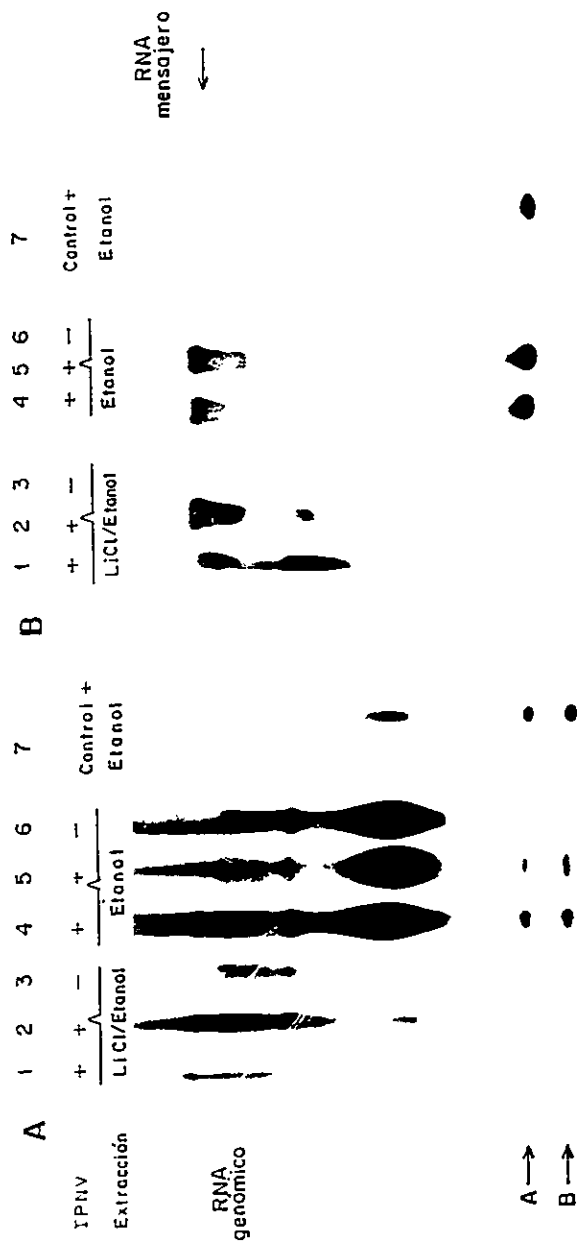 A
1 2 3 4 5 6 7
IPNV + + − + + − Control +
Extracción LiCl/Etanol Etanol Etanol
RNA
genómico
A →
B →
B
1 2 3 4 5 6 7
+ + − + + − Control +
LiCl/Etanol Etanol Etanol
RNA
mensajero
←